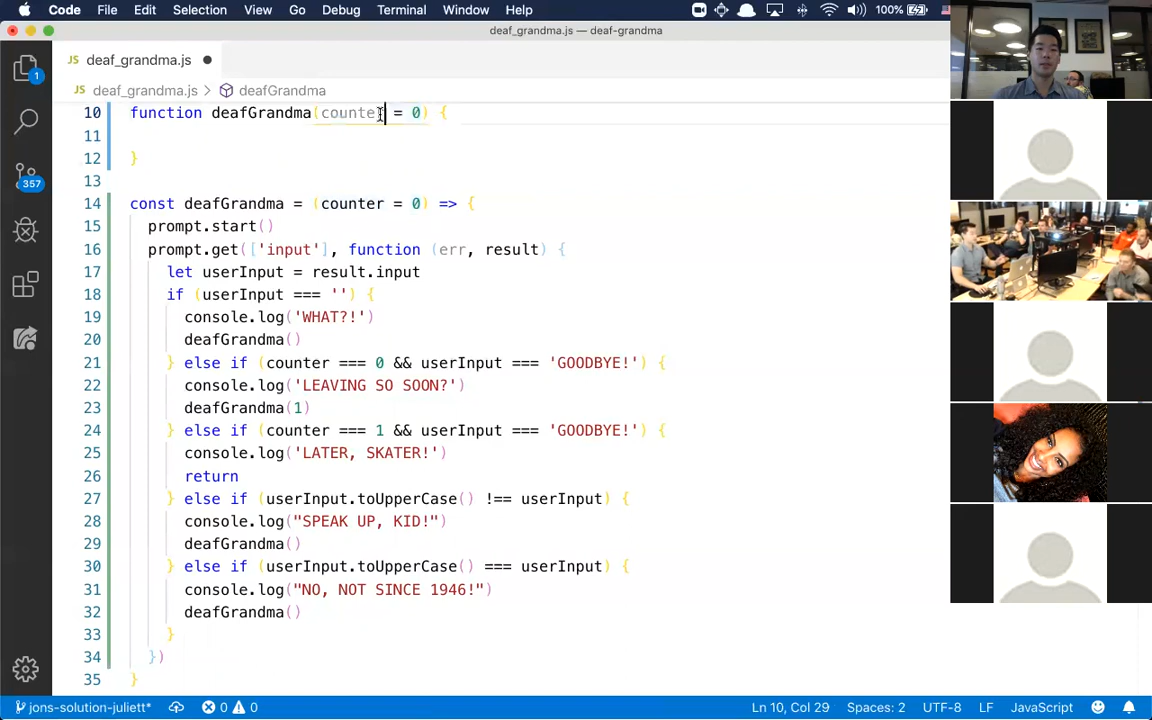 Code File Edit Selection View Go Debug Terminal Window Help 100%
deaf_grandma.js — deaf-grandma
JS deaf_grandma.js
JS deaf_grandma.js > deafGrandma
10 function deafGrandma(counter = 0) {
11
12 }
13
14 const deafGrandma = (counter = 0) => {
15 prompt.start()
16 prompt.get(['input'], function (err, result) {
17 let userInput = result.input
18 if (userInput === '') {
19 console.log('WHAT?!')
20 deafGrandma()
21 } else if (counter === 0 && userInput === 'GOODBYE!') {
22 console.log('LEAVING SO SOON?')
23 deafGrandma(1)
24 } else if (counter === 1 && userInput === 'GOODBYE!') {
25 console.log('LATER, SKATER!')
26 return
27 } else if (userInput.toUpperCase() !== userInput) {
28 console.log("SPEAK UP, KID!")
29 deafGrandma()
30 } else if (userInput.toUpperCase() === userInput) {
31 console.log("NO, NOT SINCE 1946!")
32 deafGrandma()
33 }
34 })
35 }
1
357
jons-solution-juliett* 0 0 Ln 10, Col 29 Spaces: 2 UTF-8 LF JavaScript